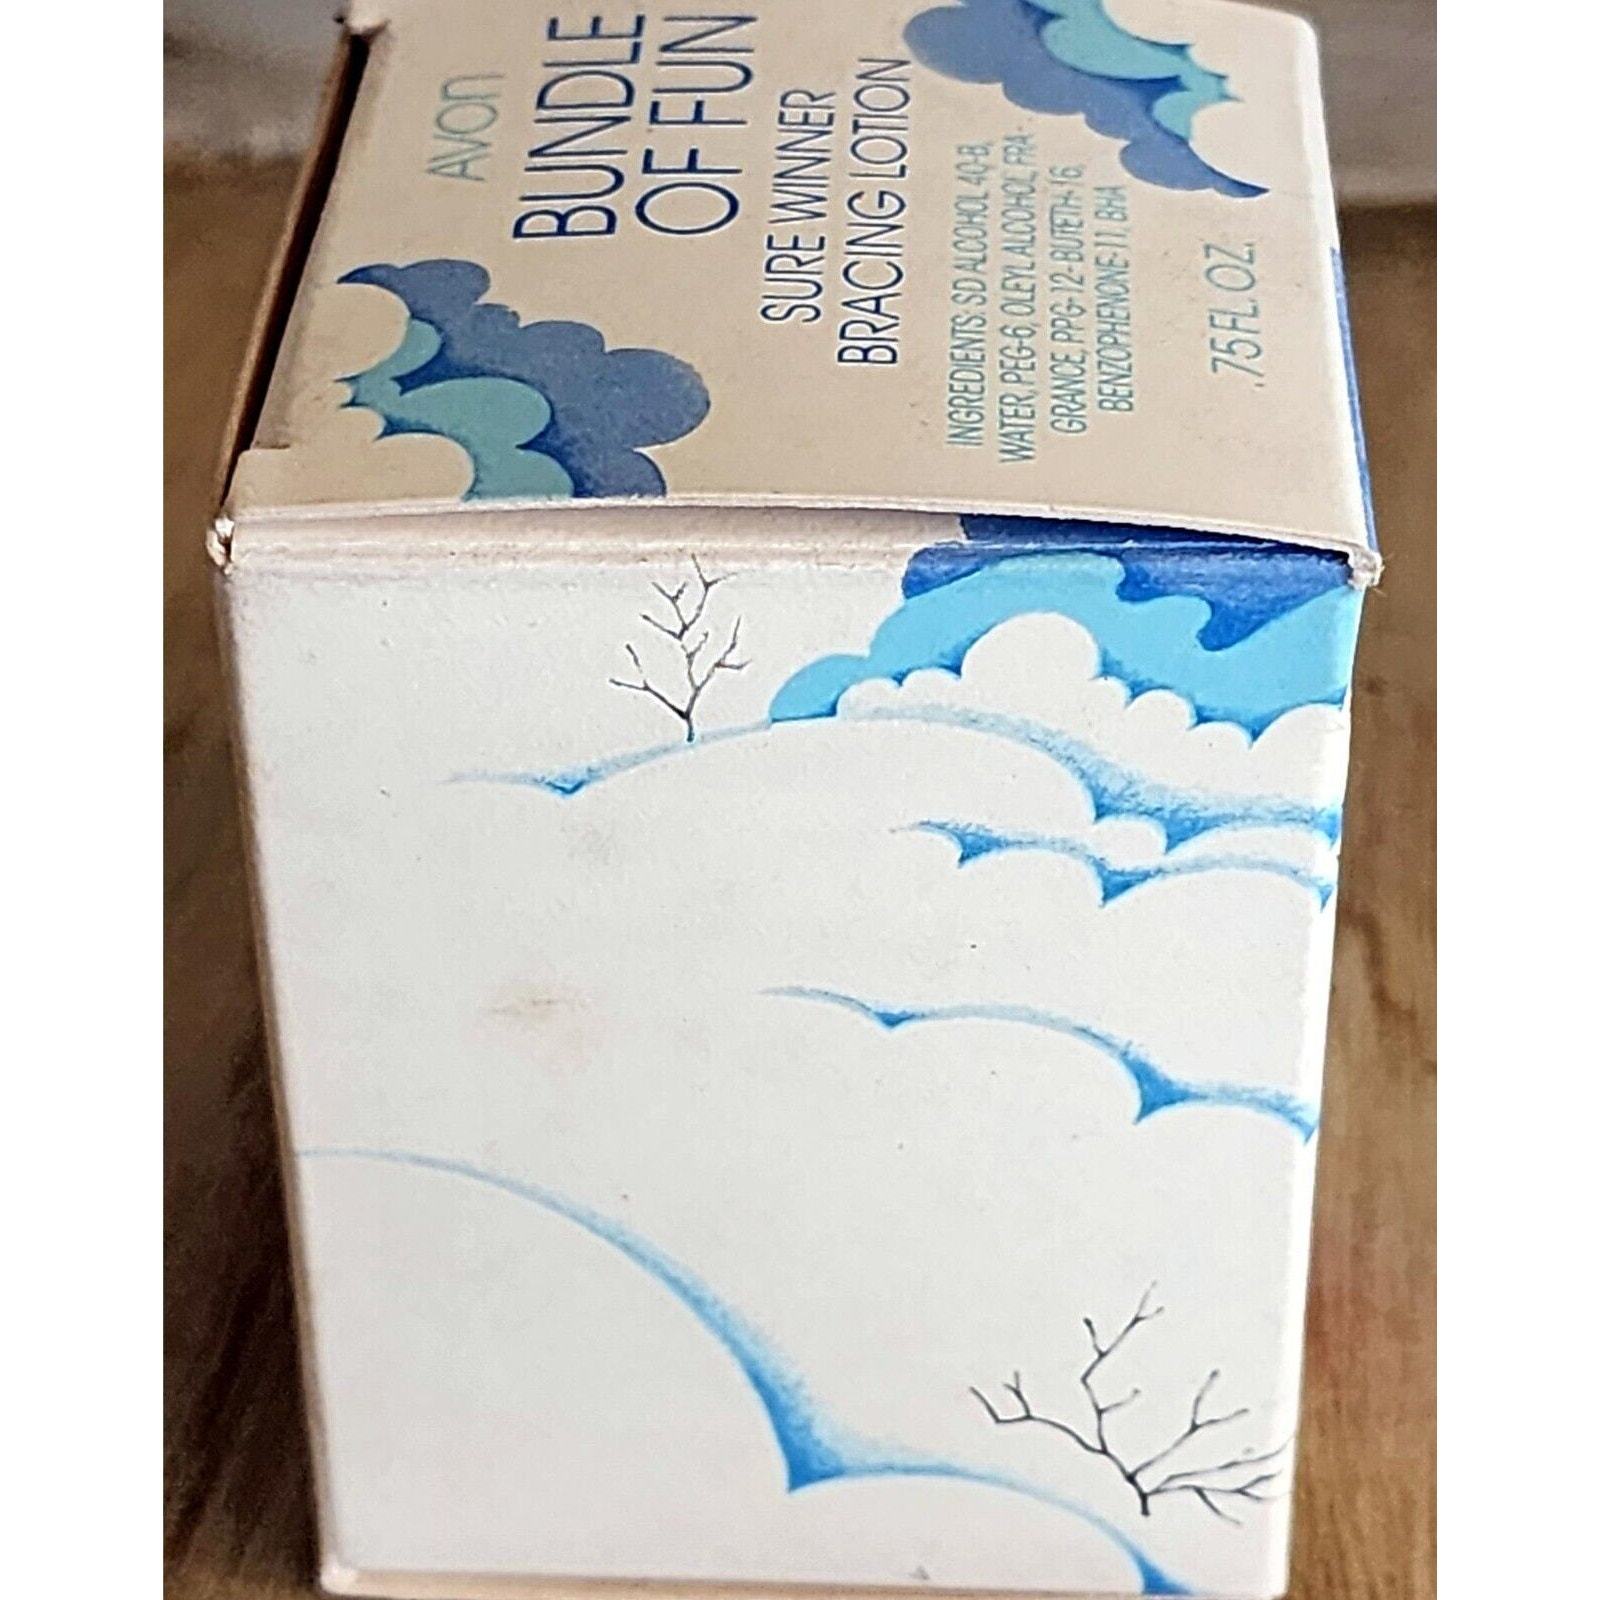 AVON
BUNDLE
OF FUN
SURE WINNER
BRACING LOTION
INGREDIENTS: SD ALCOHOL 40-B,
WATER, PEG-6, OLEYL ALCOHOL, FRA-
GRANCE, PPG-12-BUTETH-16,
BENZOPHENONE-11, BHA
.75 FL. OZ.